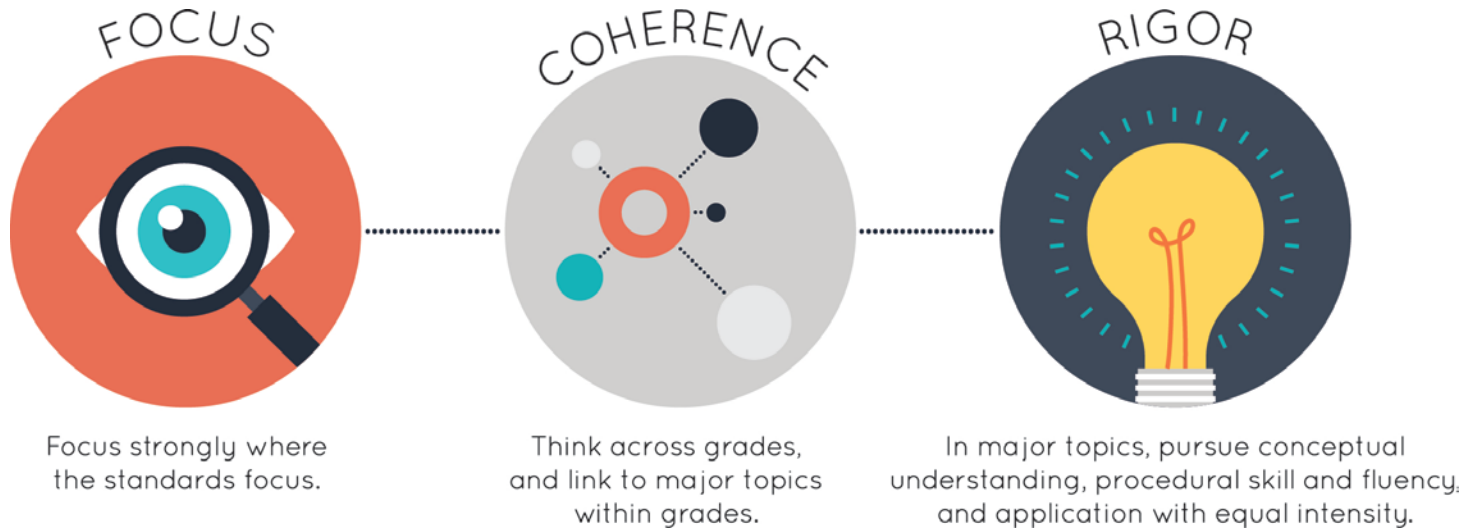 FOCUS
Focus strongly where
the standards focus.
COHERENCE
Think across grades,
and link to major topics
within grades.
RIGOR
In major topics, pursue conceptual
understanding, procedural skill and fluency,
and application with equal intensity.